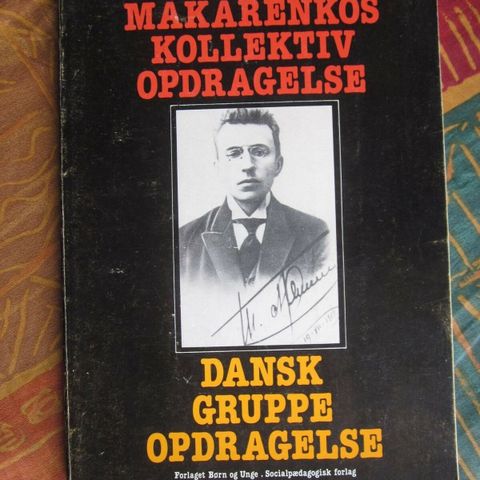 MAKARENKOS
KOLLEKTIV
OPDRAGELSE
DANSK
GRUPPE
OPDRAGELSE
Forlaget Børn og Unge . Socialpædagogisk forlag